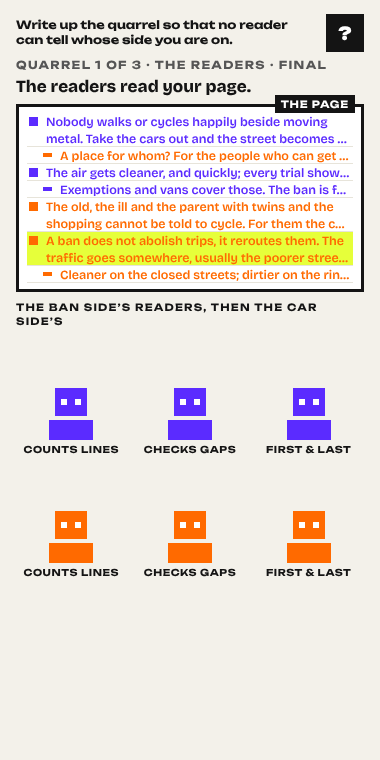 Write up the quarrel so that no reader
can tell whose side you are on.
?
QUARREL 1 OF 3 · THE READERS · FINAL
The readers read your page.
THE PAGE
Nobody walks or cycles happily beside moving
metal. Take the cars out and the street becomes ...
A place for whom? For the people who can get ...
The air gets cleaner, and quickly; every trial show...
Exemptions and vans cover those. The ban is f...
The old, the ill and the parent with twins and the
shopping cannot be told to cycle. For them the c...
A ban does not abolish trips, it reroutes them. The
traffic goes somewhere, usually the poorer stree...
Cleaner on the closed streets; dirtier on the rin...
THE BAN SIDE'S READERS, THEN THE CAR
SIDE'S
COUNTS LINES CHECKS GAPS FIRST & LAST
COUNTS LINES CHECKS GAPS FIRST & LAST